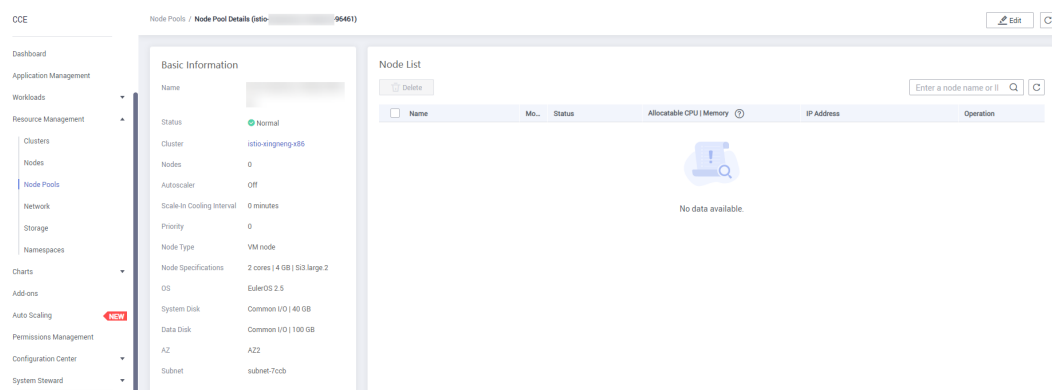 CCE
Node Pools / Node Pool Details (istio- -96461)
Edit
Dashboard
Application Management
Workloads
Resource Management
Clusters
Nodes
Node Pools
Network
Storage
Namespaces
Charts
Add-ons
Auto Scaling NEW
Permissions Management
Configuration Center
System Steward
Basic Information
Name
Status Normal
Cluster istio-xingneng-x86
Nodes 0
Autoscaler Off
Scale-In Cooling Interval 0 minutes
Priority 0
Node Type VM node
Node Specifications 2 cores | 4 GB | Si3.large.2
OS EulerOS 2.5
System Disk Common I/O | 40 GB
Data Disk Common I/O | 100 GB
AZ AZ2
Subnet subnet-7ccb
Node List
Delete
Enter a node name or
Name Mo... Status Allocatable CPU | Memory IP Address Operation
No data available.